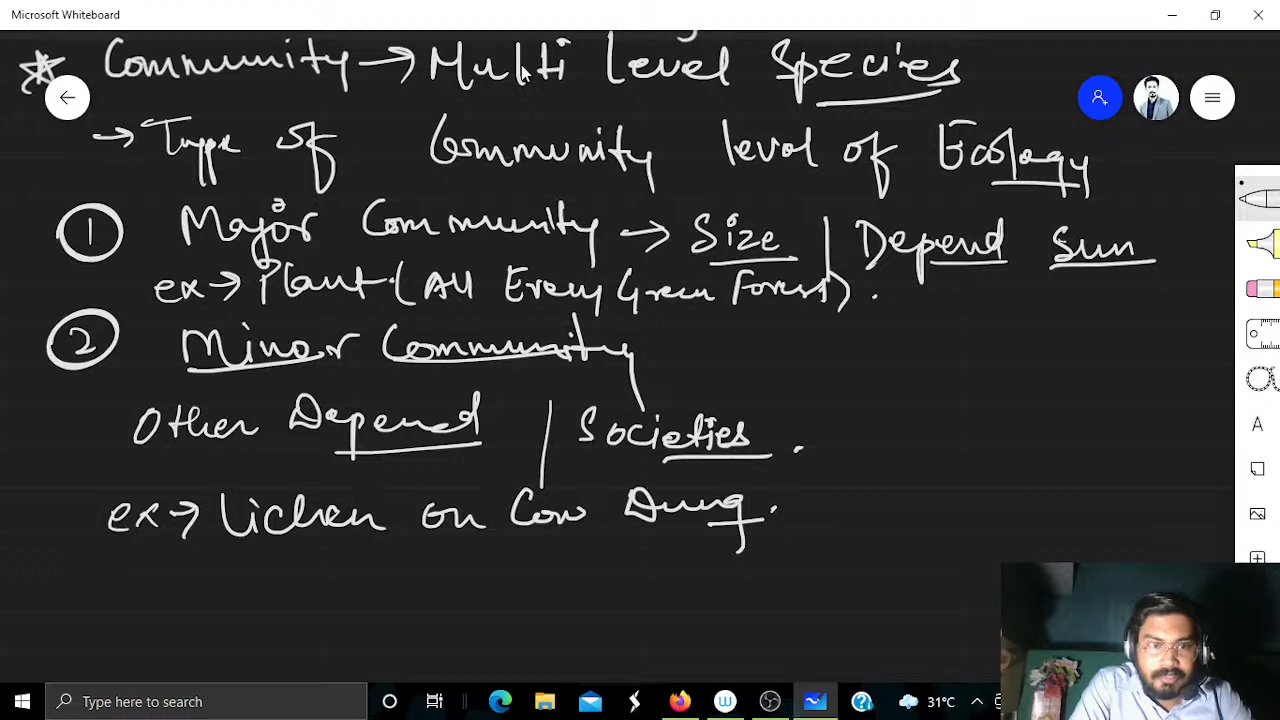 Microsoft Whiteboard
Community → Multi Level Species
→ Type of Community level of Ecology
1 Major Community → Size | Depend Sun
ex → Plant (All Every Green Forest).
2 Minor Community
Other Depend | Societies.
ex → Lichen on Cow Dung.
A
Type here to search
31°C